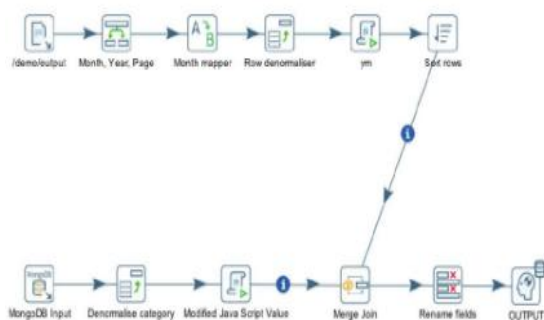 /demo/output
Month, Year, Page
Month mapper
Row denormaliser
ym
Sort rows
MongoDB
MongoDB Input
Denormalise category
Modified Java Script Value
Merge Join
Rename fields
OUTPUT